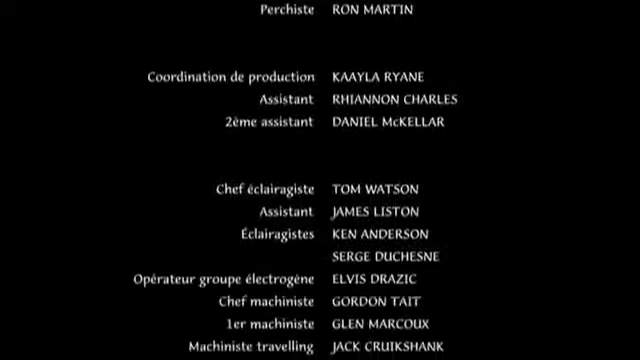 Perchiste RON MARTIN
Coordination de production KAAYLA RYANE
Assistant RHIANNON CHARLES
2ème assistant DANIEL McKELLAR
Chef éclairagiste TOM WATSON
Assistant JAMES LISTON
Éclairagistes KEN ANDERSON
SERGE DUCHESNE
Opérateur groupe électrogène ELVIS DRAZIC
Chef machiniste GORDON TAIT
1er machiniste GLEN MARCOUX
Machiniste travelling JACK CRUIKSHANK